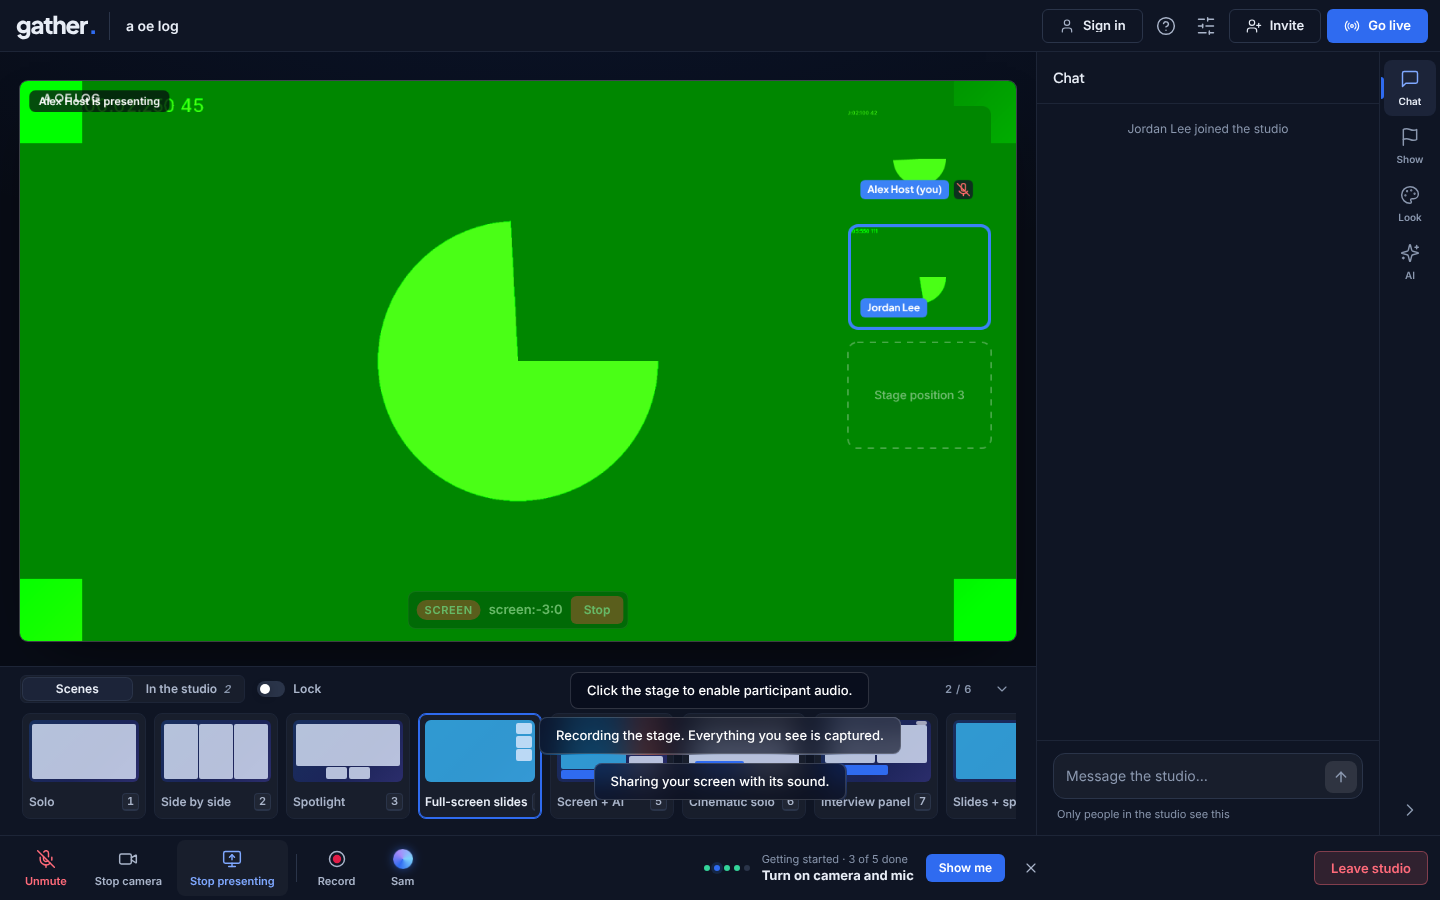 gather.
a oe log
Sign in
Invite
Go live
Alex Host is presenting
45
Alex Host (you)
Jordan Lee
Stage position 3
SCREEN
screen:-3:0
Stop
Chat
Jordan Lee joined the studio
Chat
Show
Look
AI
Scenes
In the studio 2
Lock
Click the stage to enable participant audio.
2 / 6
Recording the stage. Everything you see is captured.
Sharing your screen with its sound.
Solo 1
Side by side 2
Spotlight 3
Full-screen slides
Screen + AI 5
Cinematic solo 6
Interview panel 7
Slides + sp
Message the studio...
Only people in the studio see this
Unmute
Stop camera
Stop presenting
Record
Sam
Getting started · 3 of 5 done
Turn on camera and mic
Show me
Leave studio